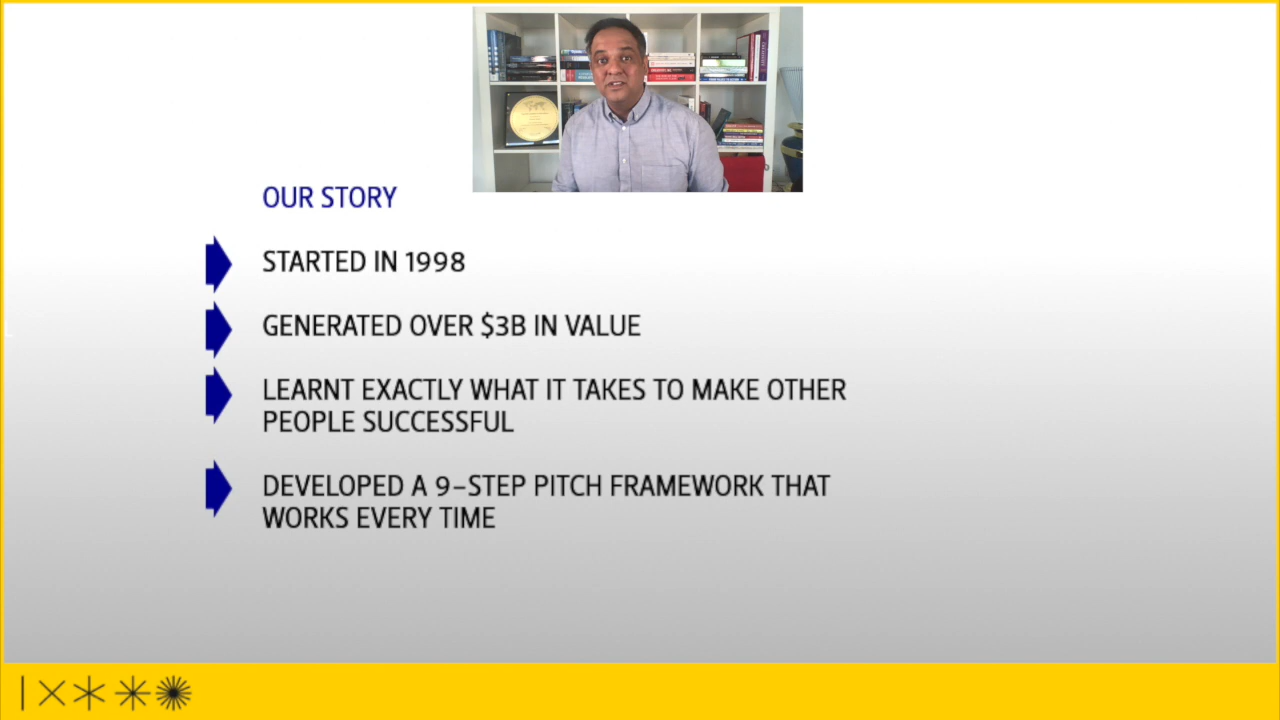 OUR STORY
STARTED IN 1998
GENERATED OVER $3B IN VALUE
LEARNT EXACTLY WHAT IT TAKES TO MAKE OTHER
PEOPLE SUCCESSFUL
DEVELOPED A 9-STEP PITCH FRAMEWORK THAT
WORKS EVERY TIME